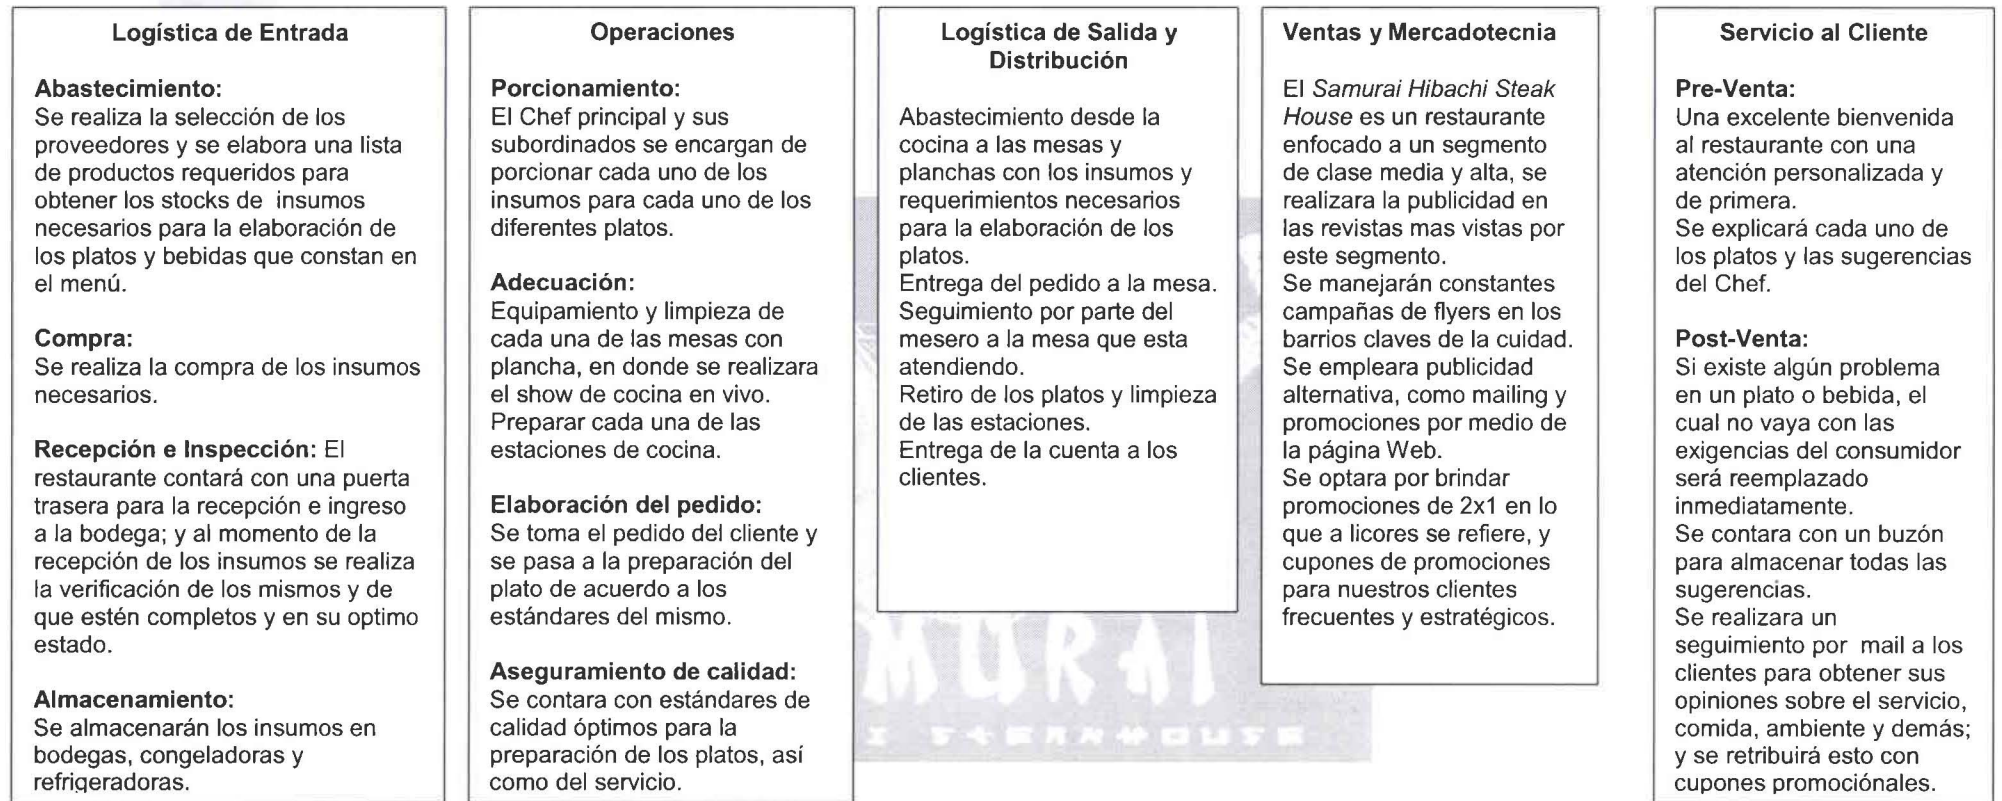 Logística de Entrada
Abastecimiento:
Se realiza la selección de los
proveedores y se elabora una lista
de productos requeridos para
obtener los stocks de insumos
necesarios para la elaboración de
los platos y bebidas que constan en
el menú.
Compra:
Se realiza la compra de los insumos
necesarios.
Recepción e Inspección: El
restaurante contará con una puerta
trasera para la recepción e ingreso
a la bodega; y al momento de la
recepción de los insumos se realiza
la verificación de los mismos y de
que estén completos y en su optimo
estado.
Almacenamiento:
Se almacenarán los insumos en
bodegas, congeladoras y
refrigeradoras.
Operaciones
Porcionamiento:
El Chef principal y sus
subordinados se encargan de
porcionar cada uno de los
insumos para cada uno de los
diferentes platos.
Adecuación:
Equipamiento y limpieza de
cada una de las mesas con
plancha, en donde se realizara
el show de cocina en vivo.
Preparar cada una de las
estaciones de cocina.
Elaboración del pedido:
Se toma el pedido del cliente y
se pasa a la preparación del
plato de acuerdo a los
estándares del mismo.
Aseguramiento de calidad:
Se contara con estándares de
calidad óptimos para la
preparación de los platos, así
como del servicio.
Logística de Salida y
Distribución
Abastecimiento desde la
cocina a las mesas y
planchas con los insumos y
requerimientos necesarios
para la elaboración de los
platos.
Entrega del pedido a la mesa.
Seguimiento por parte del
mesero a la mesa que esta
atendiendo.
Retiro de los platos y limpieza
de las estaciones.
Entrega de la cuenta a los
clientes.
Ventas y Mercadotecnia
El Samurai Hibachi Steak
House es un restaurante
enfocado a un segmento
de clase media y alta, se
realizara la publicidad en
las revistas mas vistas por
este segmento.
Se manejarán constantes
campañas de flyers en los
barrios claves de la cuidad.
Se empleara publicidad
alternativa, como mailing y
promociones por medio de
la página Web.
Se optara por brindar
promociones de 2x1 en lo
que a licores se refiere, y
cupones de promociones
para nuestros clientes
frecuentes y estratégicos.
Servicio al Cliente
Pre-Venta:
Una excelente bienvenida
al restaurante con una
atención personalizada y
de primera.
Se explicará cada uno de
los platos y las sugerencias
del Chef.
Post-Venta:
Si existe algún problema
en un plato o bebida, el
cual no vaya con las
exigencias del consumidor
será reemplazado
inmediatamente.
Se contara con un buzón
para almacenar todas las
sugerencias.
Se realizara un
seguimiento por mail a los
clientes para obtener sus
opiniones sobre el servicio,
comida, ambiente y demás;
y se retribuirá esto con
cupones promociónales.
MURAI